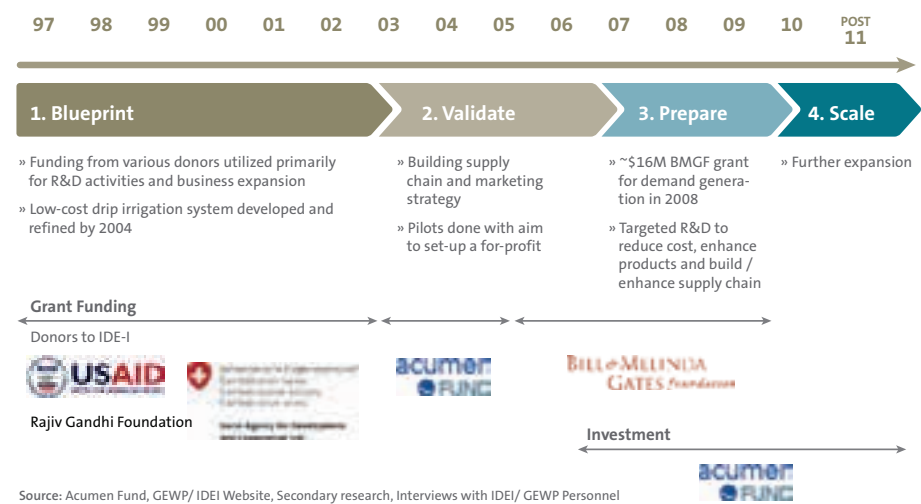 97 98 99 00 01 02 03 04 05 06 07 08 09 10 POST 11
1. Blueprint
2. Validate
3. Prepare
4. Scale
» Funding from various donors utilized primarily
for R&D activities and business expansion
» Low-cost drip irrigation system developed and
refined by 2004
» Building supply
chain and marketing
strategy
» Pilots done with aim
to set-up a for-profit
» ~$16M BMGF grant
for demand genera-
tion in 2008
» Targeted R&D to
reduce cost, enhance
products and build /
enhance supply chain
» Further expansion
Grant Funding
Donors to IDE-I
USAID
acumen
FUND
BILL & MELINDA
GATES foundation
Rajiv Gandhi Foundation
Investment
acumen
FUND
Source: Acumen Fund, GEWP/ IDEI Website, Secondary research, Interviews with IDEI/ GEWP Personnel